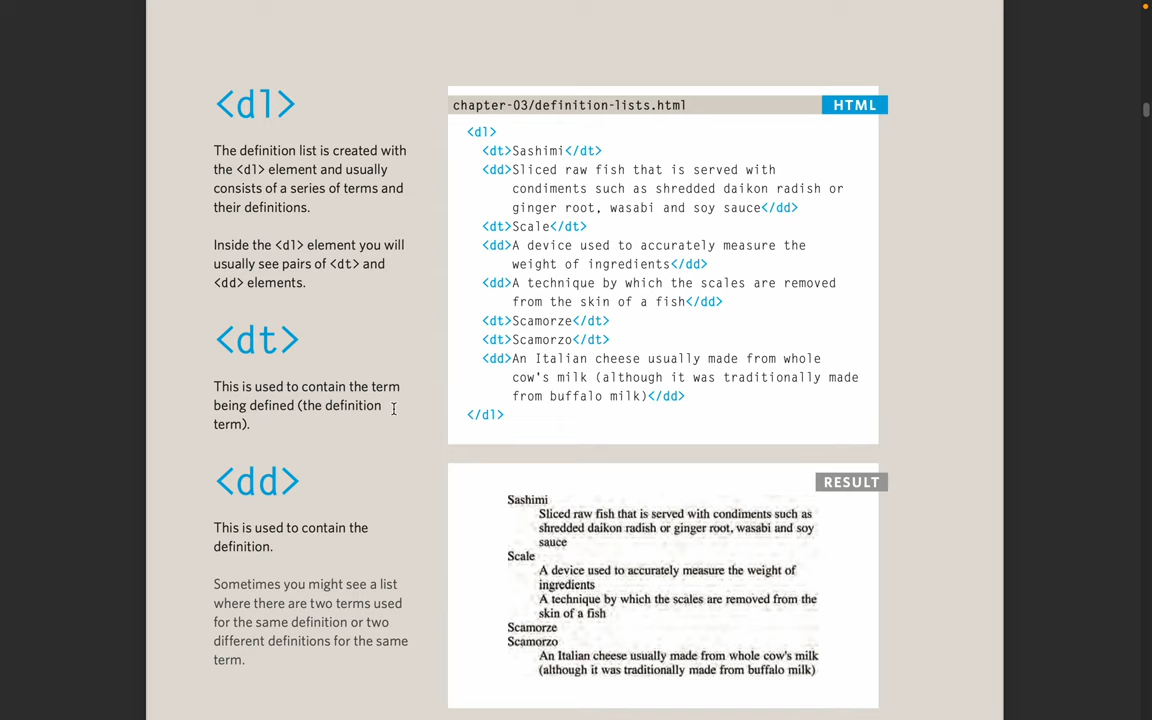 <dl>
The definition list is created with
the <dl> element and usually
consists of a series of terms and
their definitions.
Inside the <dl> element you will
usually see pairs of <dt> and
<dd> elements.
<dt>
This is used to contain the term
being defined (the definition
term).
<dd>
This is used to contain the
definition.
Sometimes you might see a list
where there are two terms used
for the same definition or two
different definitions for the same
term.
chapter-03/definition-lists.html
HTML
<dl>
<dt>Sashimi</dt>
<dd>Sliced raw fish that is served with
condiments such as shredded daikon radish or
ginger root, wasabi and soy sauce</dd>
<dt>Scale</dt>
<dd>A device used to accurately measure the
weight of ingredients</dd>
<dd>A technique by which the scales are removed
from the skin of a fish</dd>
<dt>Scamorze</dt>
<dt>Scamorzo</dt>
<dd>An Italian cheese usually made from whole
cow's milk (although it was traditionally made
from buffalo milk)</dd>
</dl>
RESULT
Sashimi
Sliced raw fish that is served with condiments such as
shredded daikon radish or ginger root, wasabi and soy
sauce
Scale
A device used to accurately measure the weight of
ingredients
A technique by which the scales are removed from the
skin of a fish
Scamorze
Scamorzo
An Italian cheese usually made from whole cow's milk
(although it was traditionally made from buffalo milk)